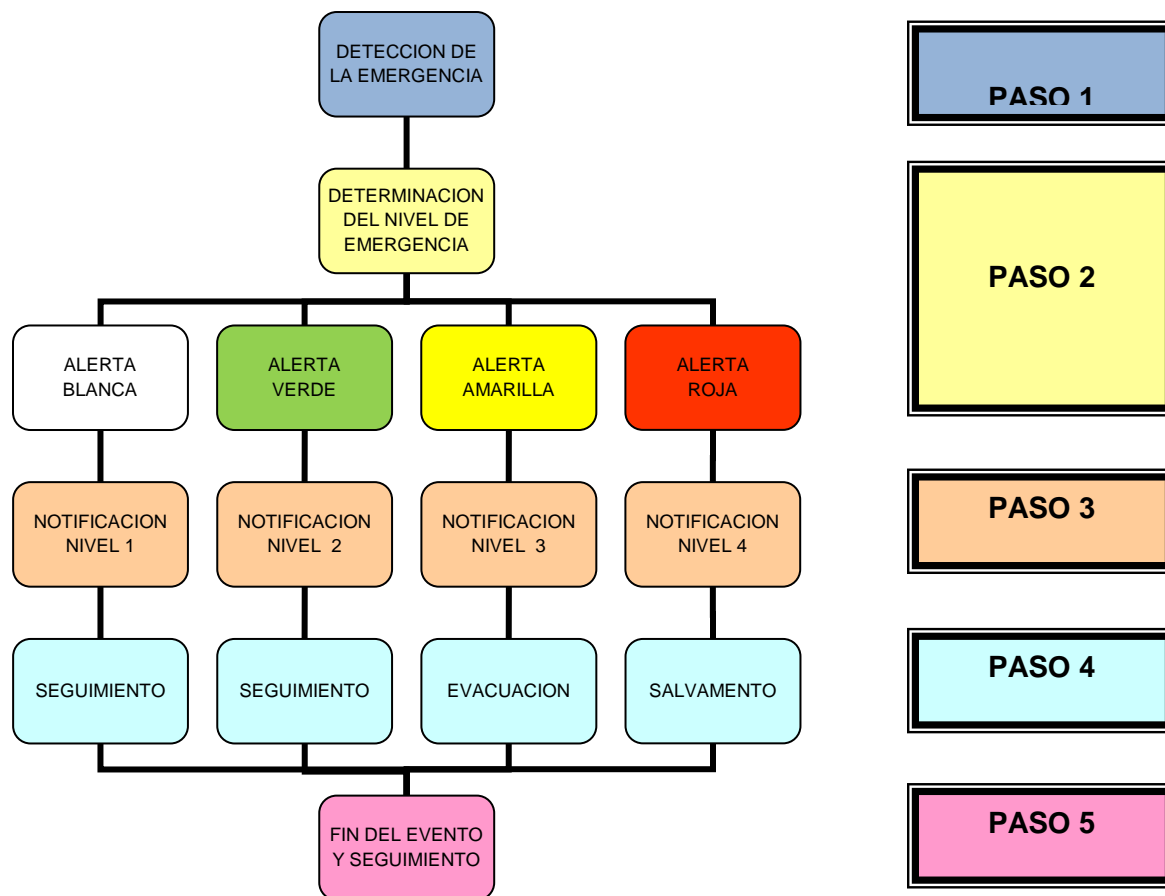 DETECCION DE
LA EMERGENCIA
PASO 1
DETERMINACION
DEL NIVEL DE
EMERGENCIA
PASO 2
ALERTA
BLANCA
ALERTA
VERDE
ALERTA
AMARILLA
ALERTA
ROJA
NOTIFICACION
NIVEL 1
NOTIFICACION
NIVEL 2
NOTIFICACION
NIVEL 3
NOTIFICACION
NIVEL 4
PASO 3
SEGUIMIENTO
SEGUIMIENTO
EVACUACION
SALVAMENTO
PASO 4
FIN DEL EVENTO
Y SEGUIMIENTO
PASO 5